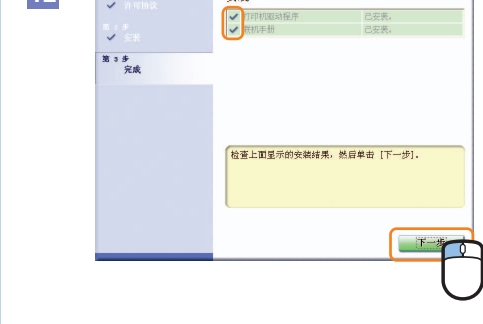 许可协议
第 2 步
安装
第 3 步
完成
打印机驱动程序 已安装。
联机手册 已安装。
检查上面显示的安装结果，然后单击 [下一步]。
下一步